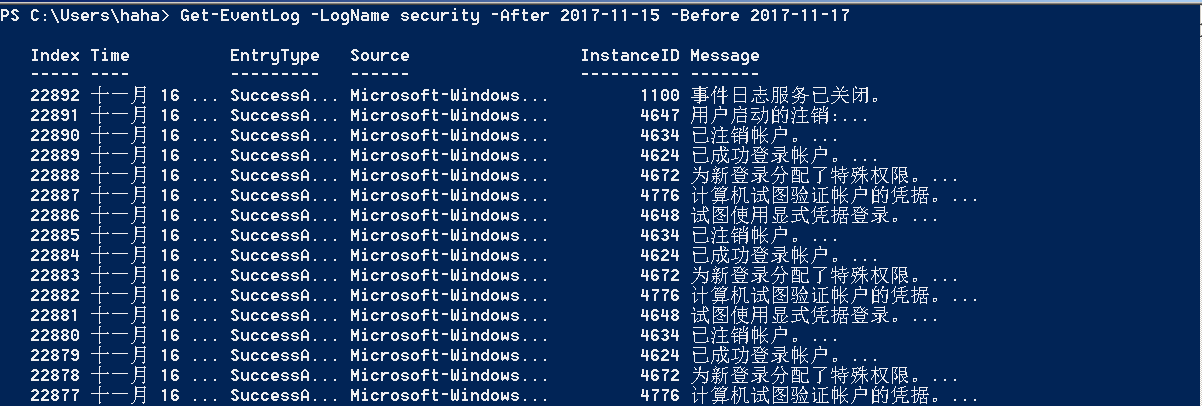 PS C:\Users\haha> Get-EventLog -LogName security -After 2017-11-15 -Before 2017-11-17
Index Time EntryType Source InstanceID Message
----- ---- --------- ------ ---------- -------
22892 十一月 16 ... SuccessA... Microsoft-Windows... 1100 事件日志服务已关闭。
22891 十一月 16 ... SuccessA... Microsoft-Windows... 4647 用户启动的注销:...
22890 十一月 16 ... SuccessA... Microsoft-Windows... 4634 已注销帐户。...
22889 十一月 16 ... SuccessA... Microsoft-Windows... 4624 已成功登录帐户。...
22888 十一月 16 ... SuccessA... Microsoft-Windows... 4672 为新登录分配了特殊权限。...
22887 十一月 16 ... SuccessA... Microsoft-Windows... 4776 计算机试图验证帐户的凭据。...
22886 十一月 16 ... SuccessA... Microsoft-Windows... 4648 试图使用显式凭据登录。...
22885 十一月 16 ... SuccessA... Microsoft-Windows... 4634 已注销帐户。...
22884 十一月 16 ... SuccessA... Microsoft-Windows... 4624 已成功登录帐户。...
22883 十一月 16 ... SuccessA... Microsoft-Windows... 4672 为新登录分配了特殊权限。...
22882 十一月 16 ... SuccessA... Microsoft-Windows... 4776 计算机试图验证帐户的凭据。...
22881 十一月 16 ... SuccessA... Microsoft-Windows... 4648 试图使用显式凭据登录。...
22880 十一月 16 ... SuccessA... Microsoft-Windows... 4634 已注销帐户。...
22879 十一月 16 ... SuccessA... Microsoft-Windows... 4624 已成功登录帐户。...
22878 十一月 16 ... SuccessA... Microsoft-Windows... 4672 为新登录分配了特殊权限。...
22877 十一月 16 ... SuccessA... Microsoft-Windows... 4776 计算机试图验证帐户的凭据。...